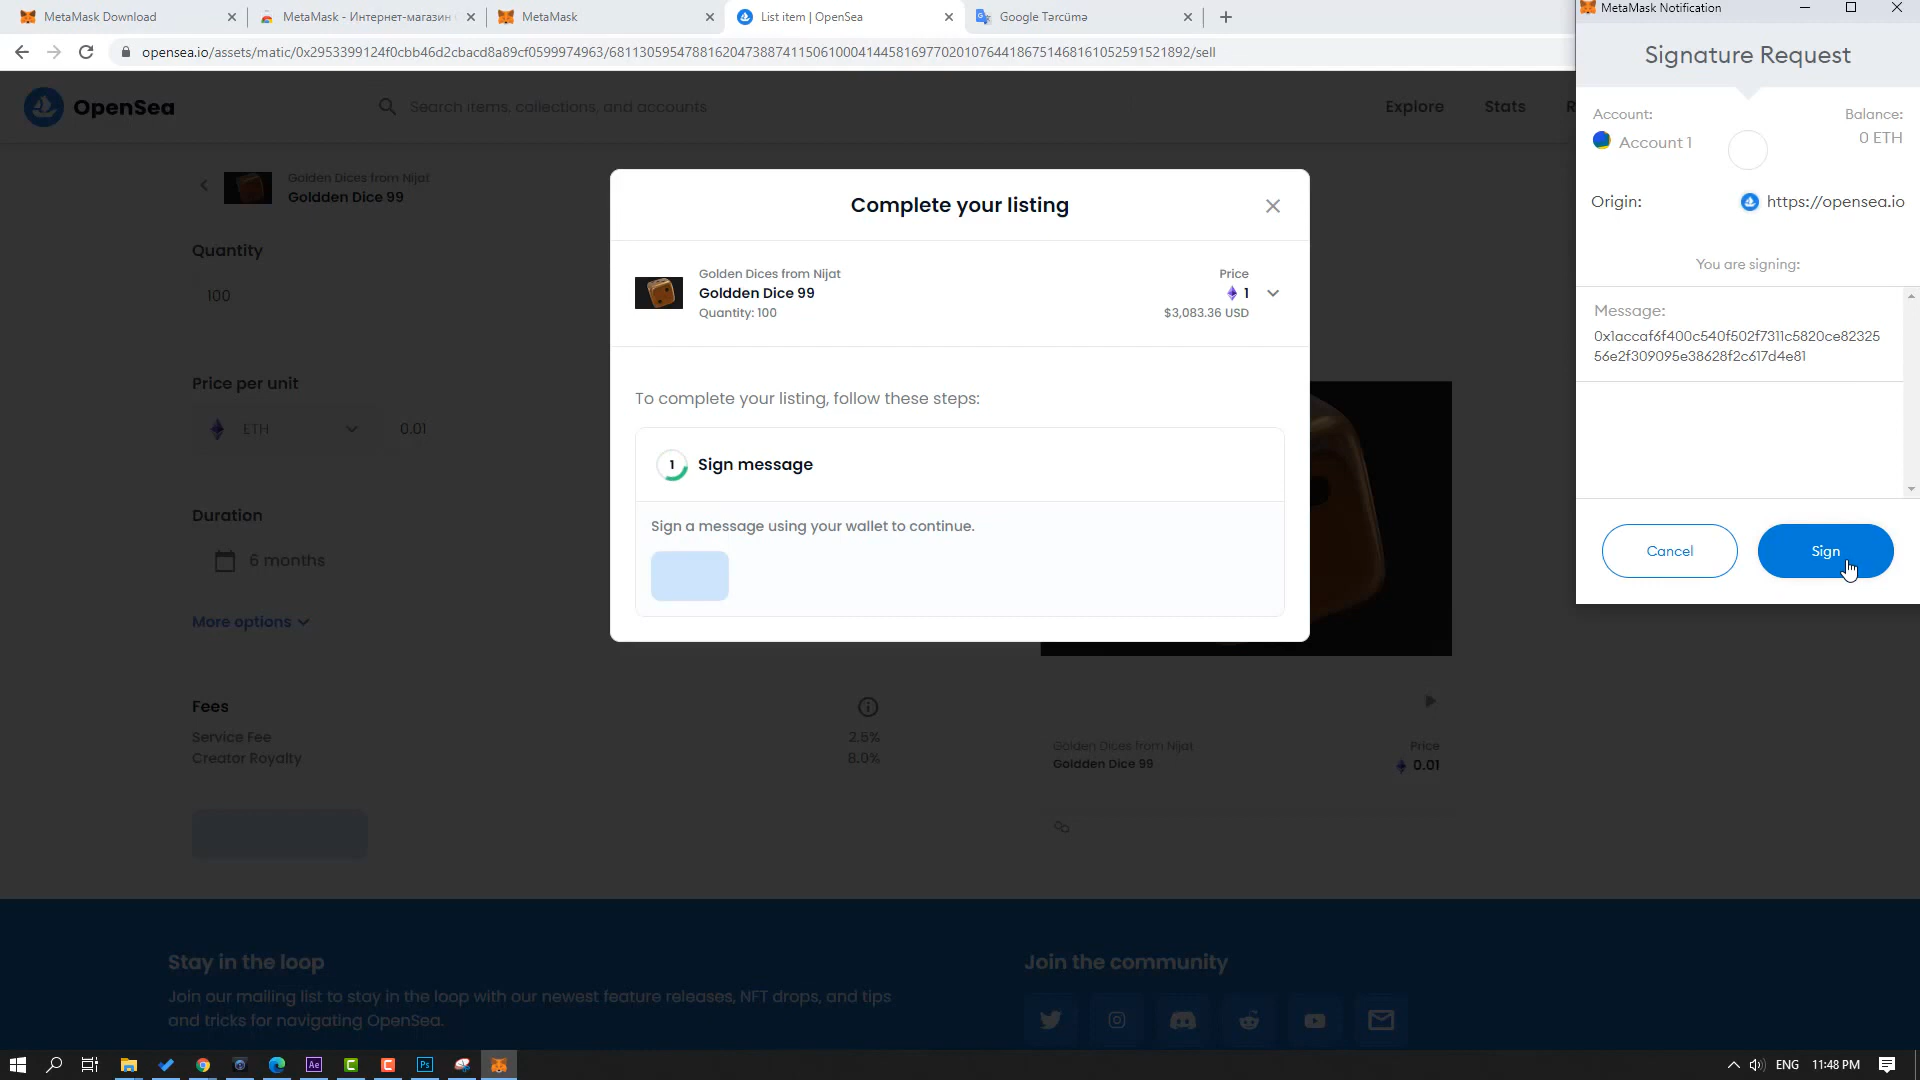 MetaMask Download
MetaMask - Интернет-магазин
MetaMask
List item | OpenSea
Google Tərcümə
opensea.io/assets/matic/0x2953399124f0cbb46d2cbacd8a89cf0599974963/68113059547881620473887411506100041445816977020107644186751468161052591521892/sell
OpenSea
Search items, collections, and accounts
Explore
Stats
R
Golden Dices from Nijat
Goldden Dice 99
Quantity
100
Price per unit
ETH
0.01
Duration
6 months
More options
Fees
Service Fee
2.5%
Creator Royalty
8.0%
Complete your listing
Golden Dices from Nijat
Goldden Dice 99
Quantity: 100
Price
1
$3,083.36 USD
To complete your listing, follow these steps:
1
Sign message
Sign a message using your wallet to continue.
Golden Dices from Nijat
Goldden Dice 99
Price
0.01
MetaMask Notification
Signature Request
Account:
Account 1
Balance:
0 ETH
Origin:
https://opensea.io
You are signing:
Message:
0x1accaf6f400c540f502f7311c5820ce82325
56e2f309095e38628f2c617d4e81
Cancel
Sign
Stay in the loop
Join our mailing list to stay in the loop with our newest feature releases, NFT drops, and tips
and tricks for navigating OpenSea.
Join the community
Ae
C
C
Ps
ENG
11:48 PM